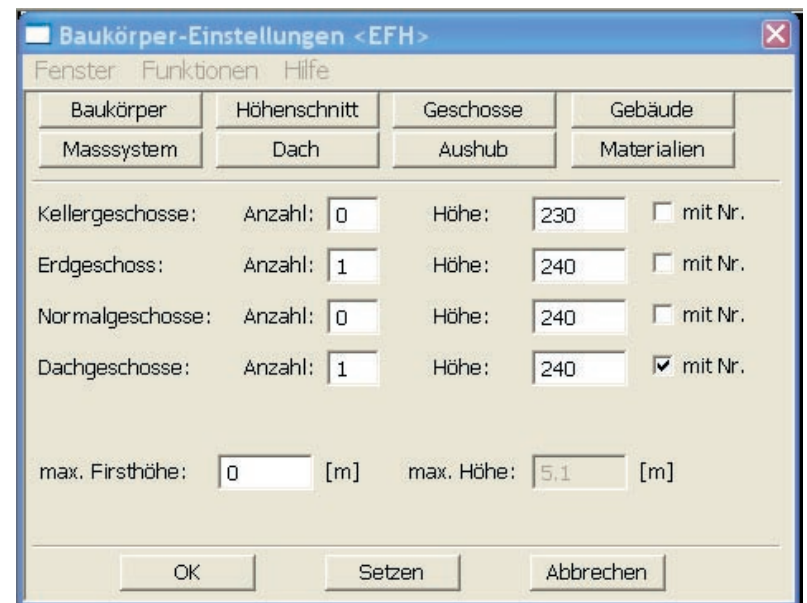 Baukörper-Einstellungen <EFH>
Fenster Funktionen Hilfe
Baukörper Höhenschnitt Geschosse Gebäude
Masssystem Dach Aushub Materialien
Kellergeschosse: Anzahl: 0 Höhe: 230 mit Nr.
Erdgeschoss: Anzahl: 1 Höhe: 240 mit Nr.
Normalgeschosse: Anzahl: 0 Höhe: 240 mit Nr.
Dachgeschosse: Anzahl: 1 Höhe: 240 mit Nr.
max. Firsthöhe: 0 [m] max. Höhe: 5.1 [m]
OK Setzen Abbrechen